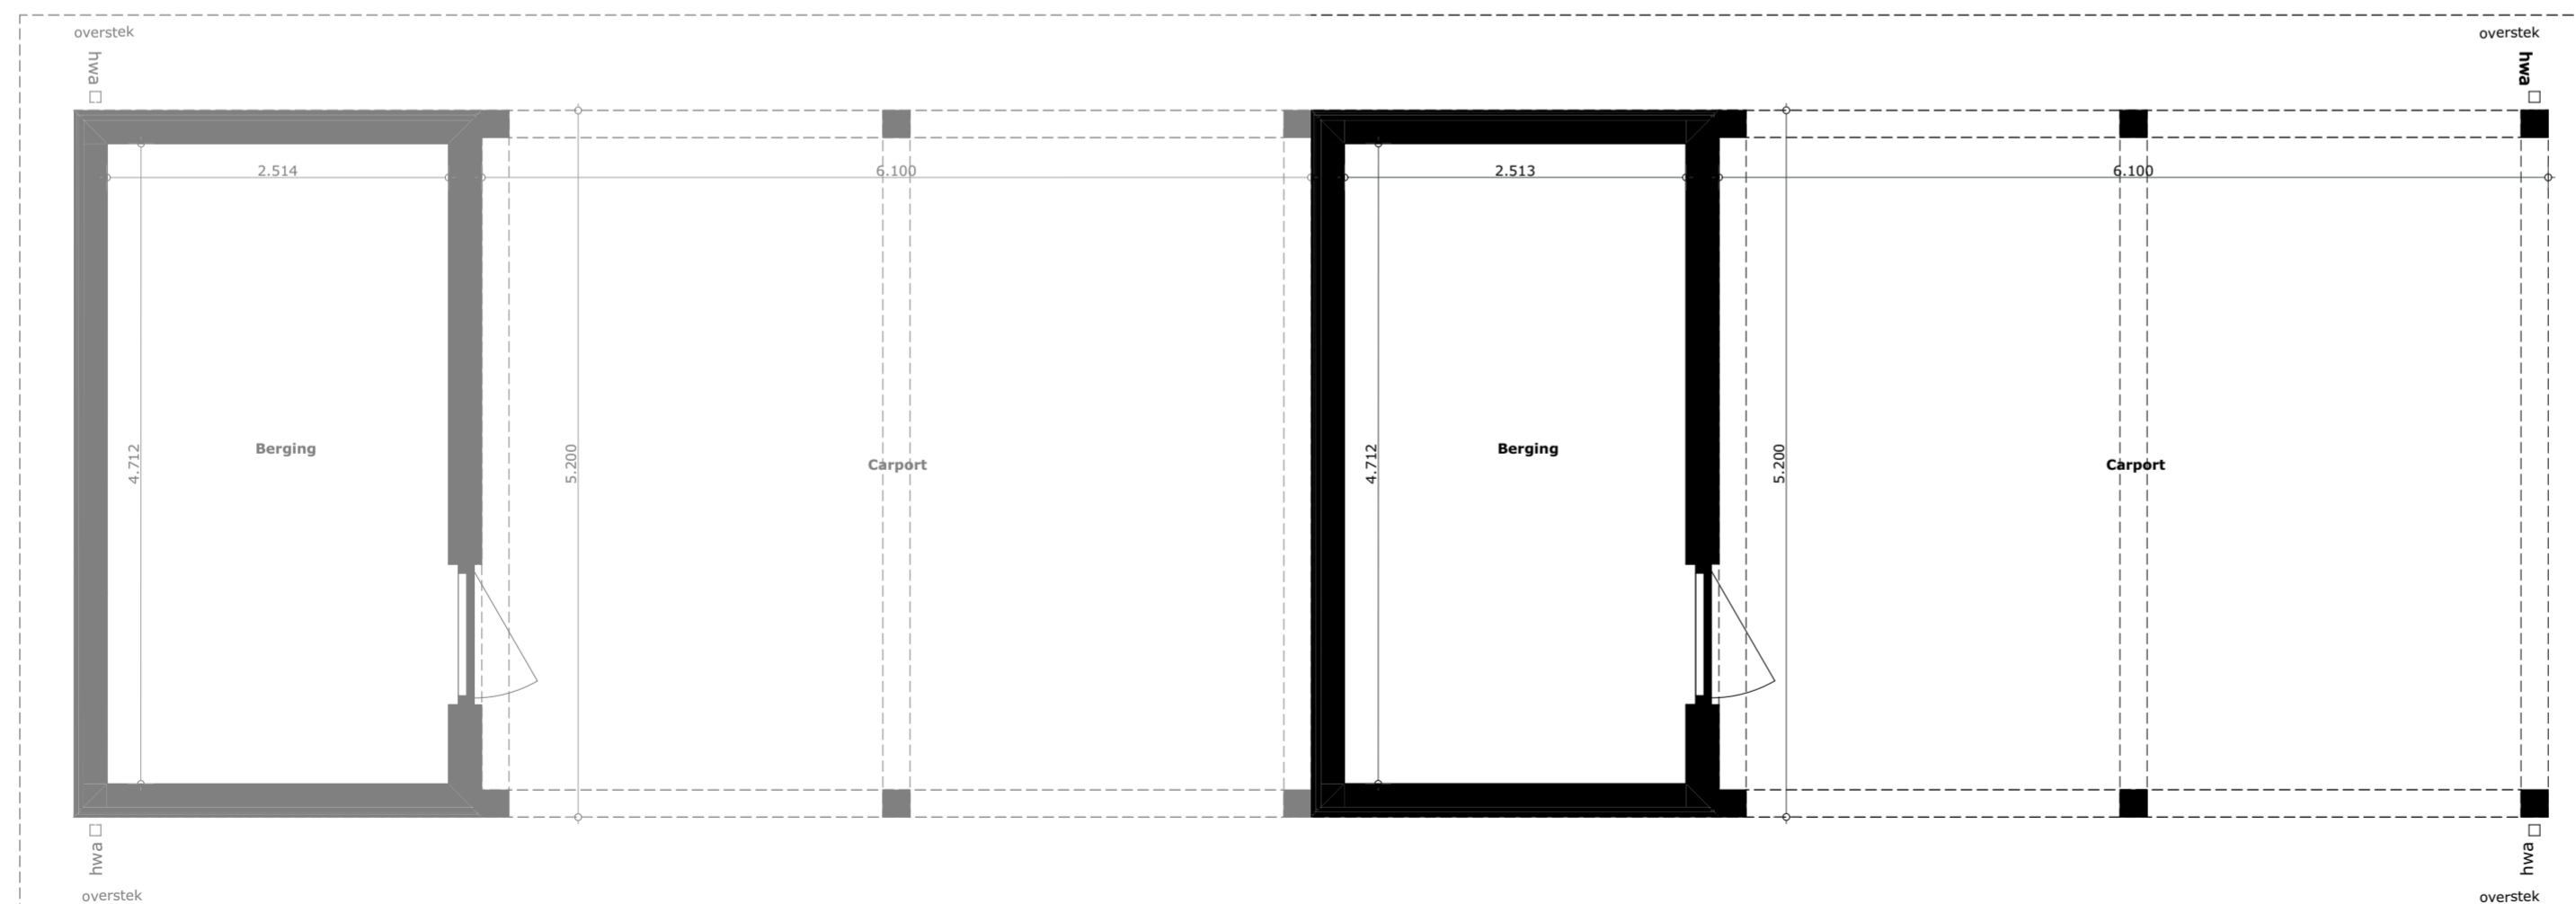 overstek
overstek
hwa
hwa
2.514
6.100
2.513
6.100
Berging
Berging
4.712
5.200
Carport
4.712
5.200
Carport
hwa
hwa
overstek
overstek